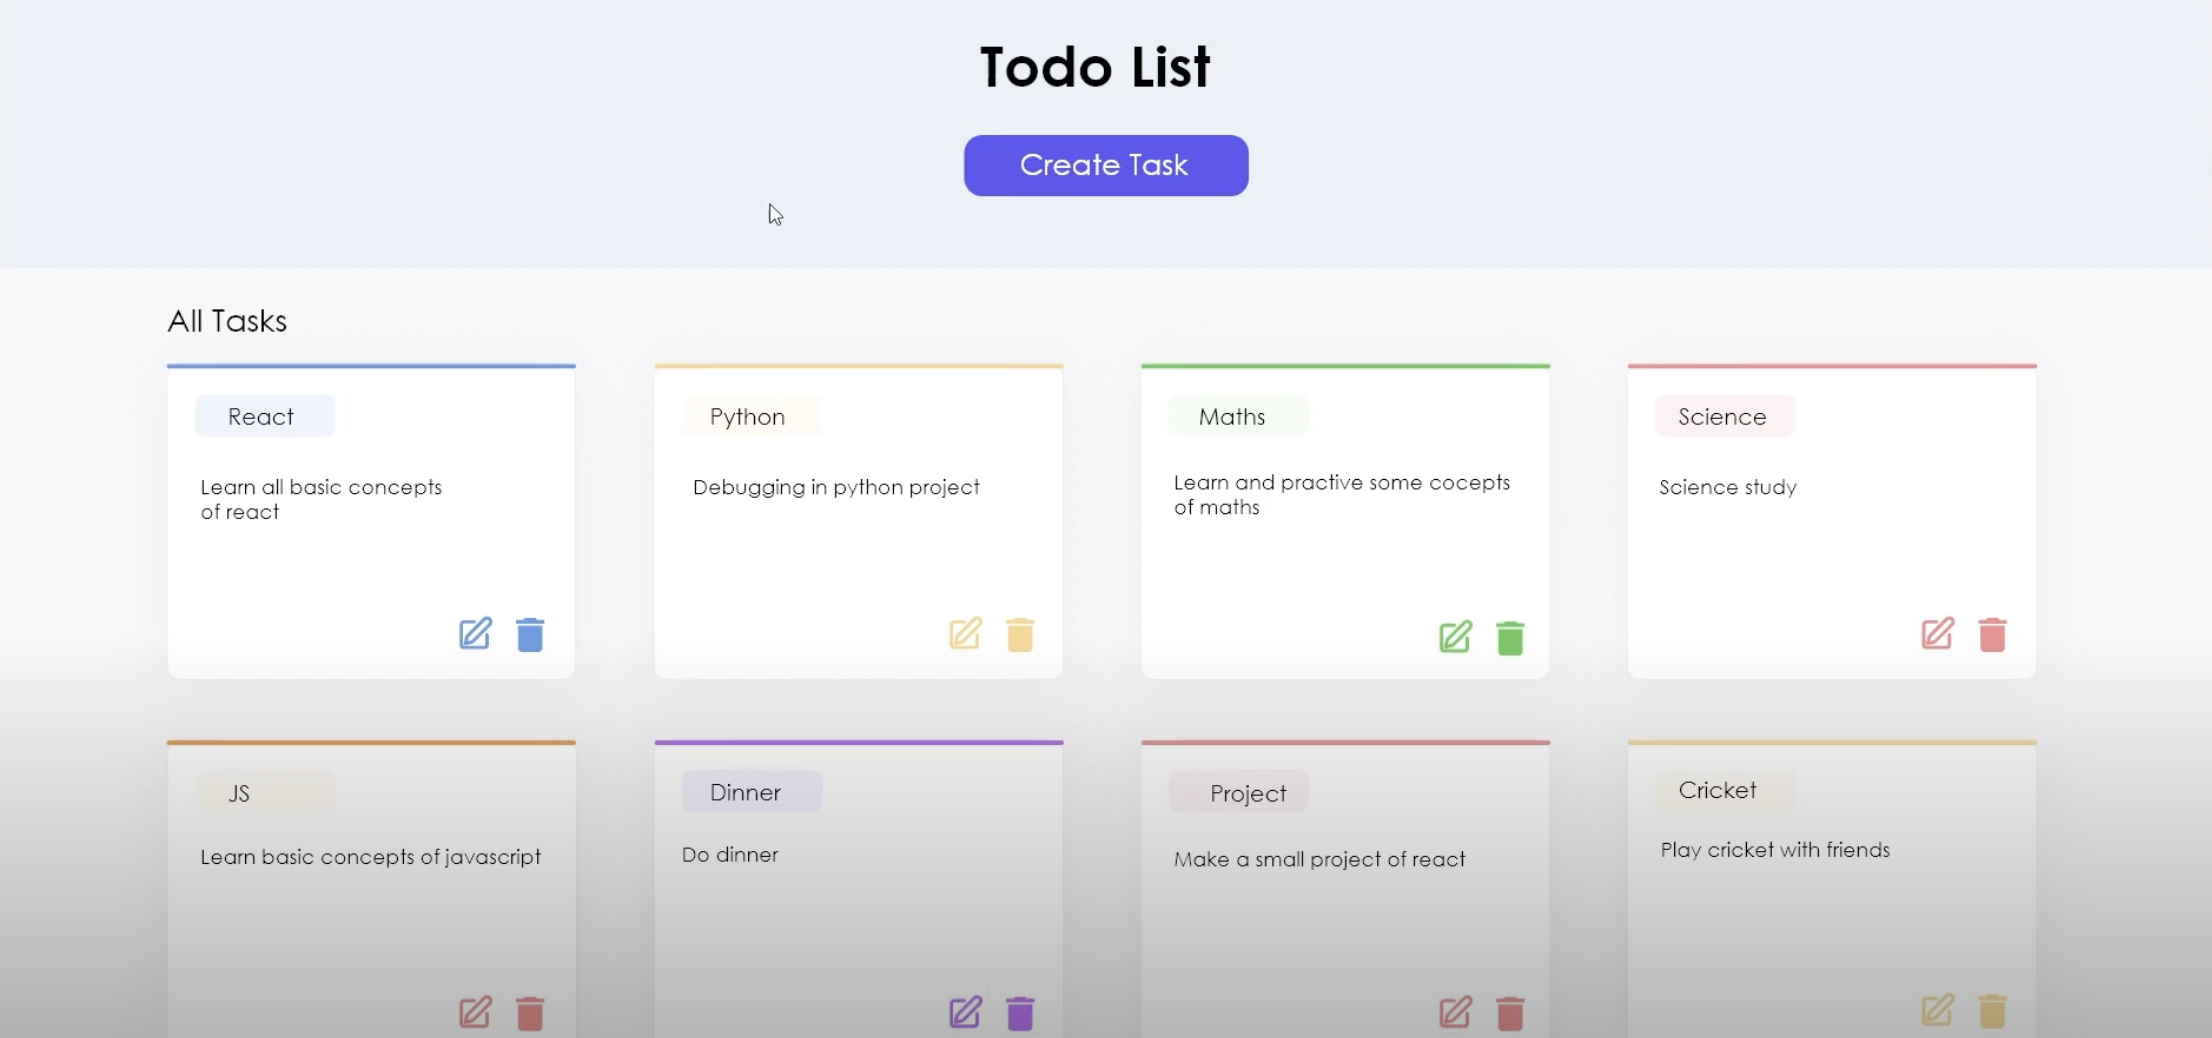 Todo List
Create Task
All Tasks
React
Learn all basic concepts
of react
Python
Debugging in python project
Maths
Learn and practive some cocepts
of maths
Science
Science study
JS
Learn basic concepts of javascript
Dinner
Do dinner
Project
Make a small project of react
Cricket
Play cricket with friends